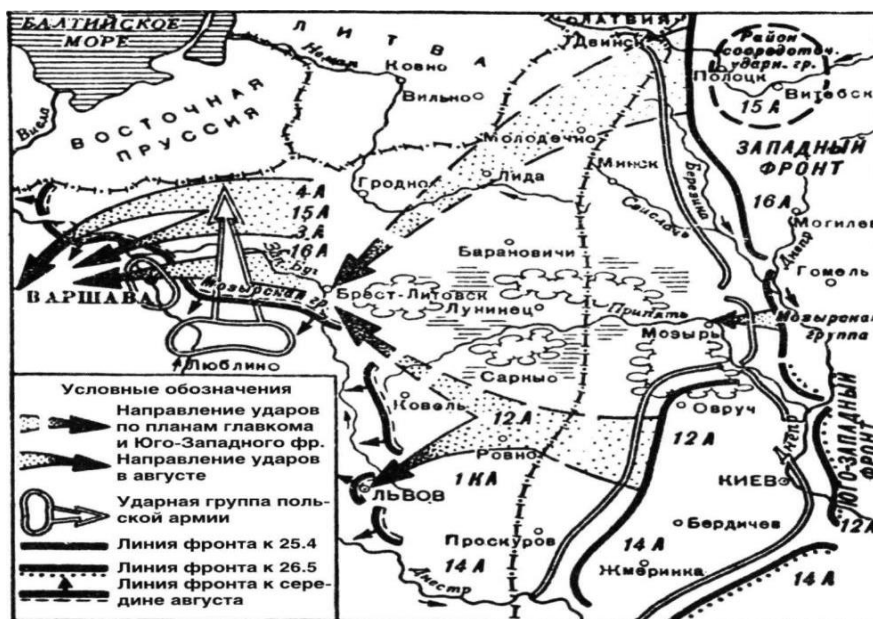 БАЛТИЙСКОЕ
МОРЕ
ЛИТВА
ЛАТВИЯ
Двинск
Район
сосредоточ.
ударн. гр.
Полоцк
Витебск
15 А
Неман
Ковно
Вильно
Висла
ВОСТОЧНАЯ
ПРУССИЯ
Молодечно
Минск
Березина
ЗАПАДНЫЙ
ФРОНТ
Гродно
Лида
Свислочь
16 А
Могилев
Днепр
4 А
15 А
3 А
16 А
Зап.
Буг
Барановичи
Гомель
ВАРШАВА
Мозырская гр.
Брест-Литовск
Лунинец
Припять
Мозырь
Мозырская
группа
Люблин
Сарны
Ковель
12 А
Овруч
12 А
Ровно
Днепр
ЮГО-ЗАПАДНЫЙ
ФРОНТ
КИЕВ
ЛЬВОВ
1 КА
12 А
Бердичев
Проскуров
14 А
14 А
Жмеринка
14 А
Днестр
Условные обозначения
Направление ударов
по планам главкома
и Юго-Западного фр.
Направление ударов
в августе
Ударная группа поль-
ской армии
Линия фронта к 25.4
Линия фронта к 26.5
Линия фронта к сере-
дине августа